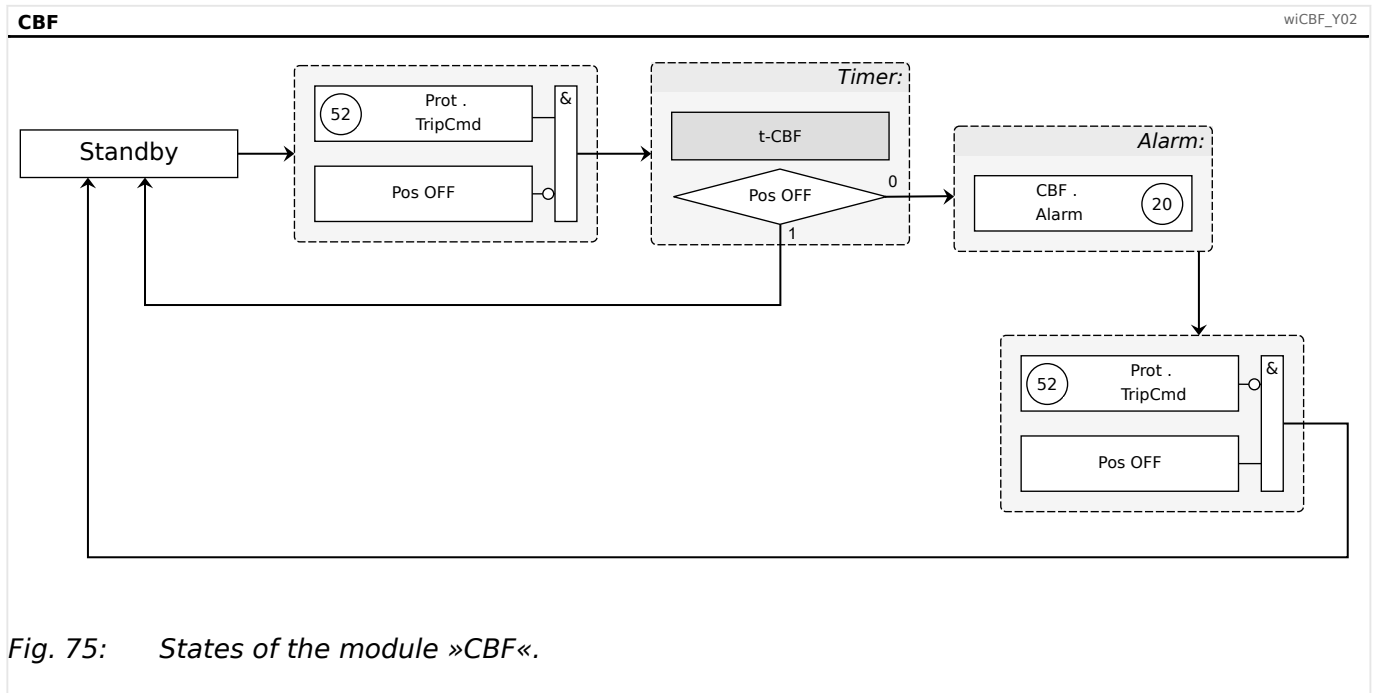 CBF
wiCBF_Y02
Standby
52
Prot .
TripCmd
&
Pos OFF
Timer:
t-CBF
Pos OFF
0
1
Alarm:
CBF .
Alarm
20
52
Prot .
TripCmd
&
Pos OFF
Fig. 75: States of the module »CBF«.